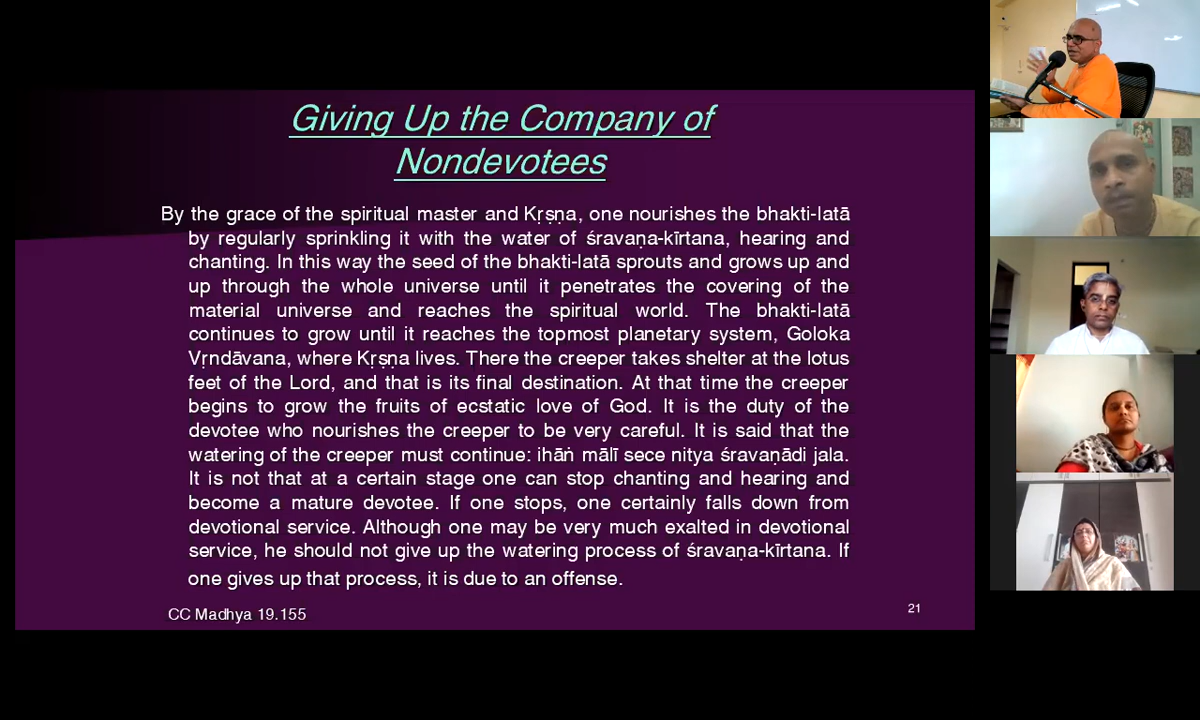 Giving Up the Company of
Nondevotees
By the grace of the spiritual master and Kṛṣṇa, one nourishes the bhakti-latā
by regularly sprinkling it with the water of śravaṇa-kīrtana, hearing and
chanting. In this way the seed of the bhakti-latā sprouts and grows up and
up through the whole universe until it penetrates the covering of the
material universe and reaches the spiritual world. The bhakti-latā
continues to grow until it reaches the topmost planetary system, Goloka
Vṛndāvana, where Kṛṣṇa lives. There the creeper takes shelter at the lotus
feet of the Lord, and that is its final destination. At that time the creeper
begins to grow the fruits of ecstatic love of God. It is the duty of the
devotee who nourishes the creeper to be very careful. It is said that the
watering of the creeper must continue: ihāṅ mālī sece nitya śravaṇādi jala.
It is not that at a certain stage one can stop chanting and hearing and
become a mature devotee. If one stops, one certainly falls down from
devotional service. Although one may be very much exalted in devotional
service, he should not give up the watering process of śravaṇa-kīrtana. If
one gives up that process, it is due to an offense.
CC Madhya 19.155
21